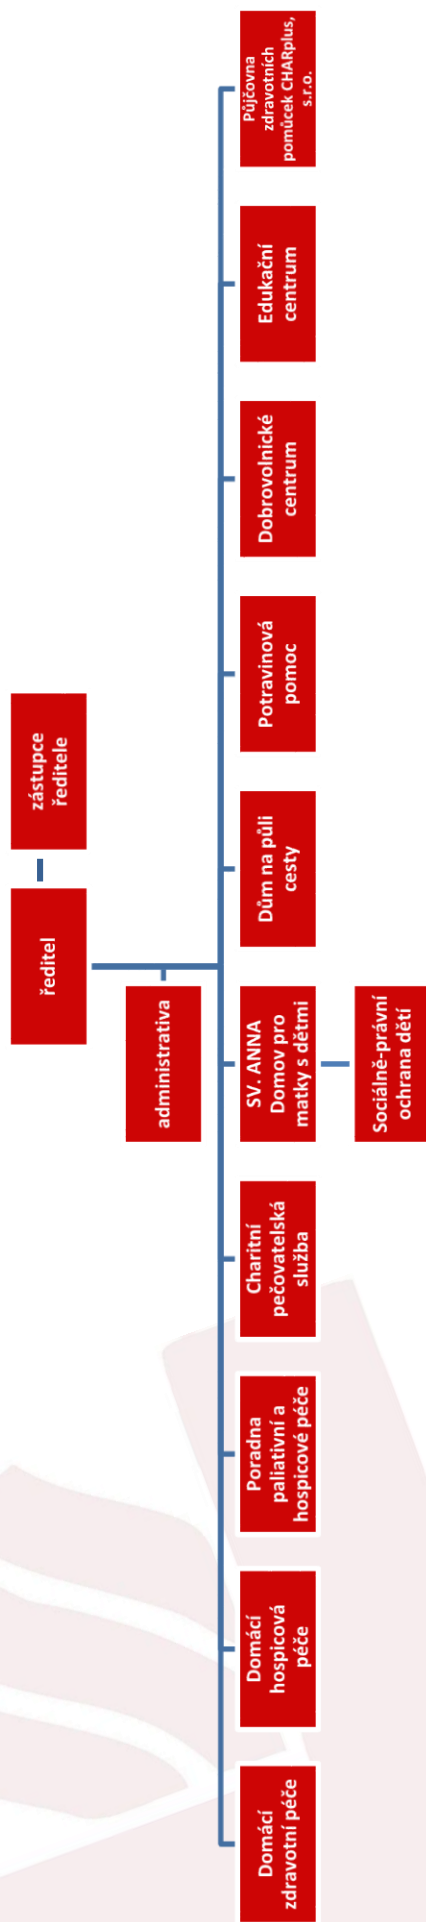 ředitel
zástupce
ředitele
administrativa
Domácí
zdravotní péče
Domácí
hospicová
péče
Poradna
paliativní a
hospicové péče
Charitní
pečovatelská
služba
SV. ANNA
Domov pro
matky s dětmi
Dům na půli
cesty
Potravinová
pomoc
Dobrovolnické
centrum
Edukační
centrum
Půjčovna
zdravotních
pomůcek CHARplus,
s.r.o.
Sociálně-právní
ochrana dětí